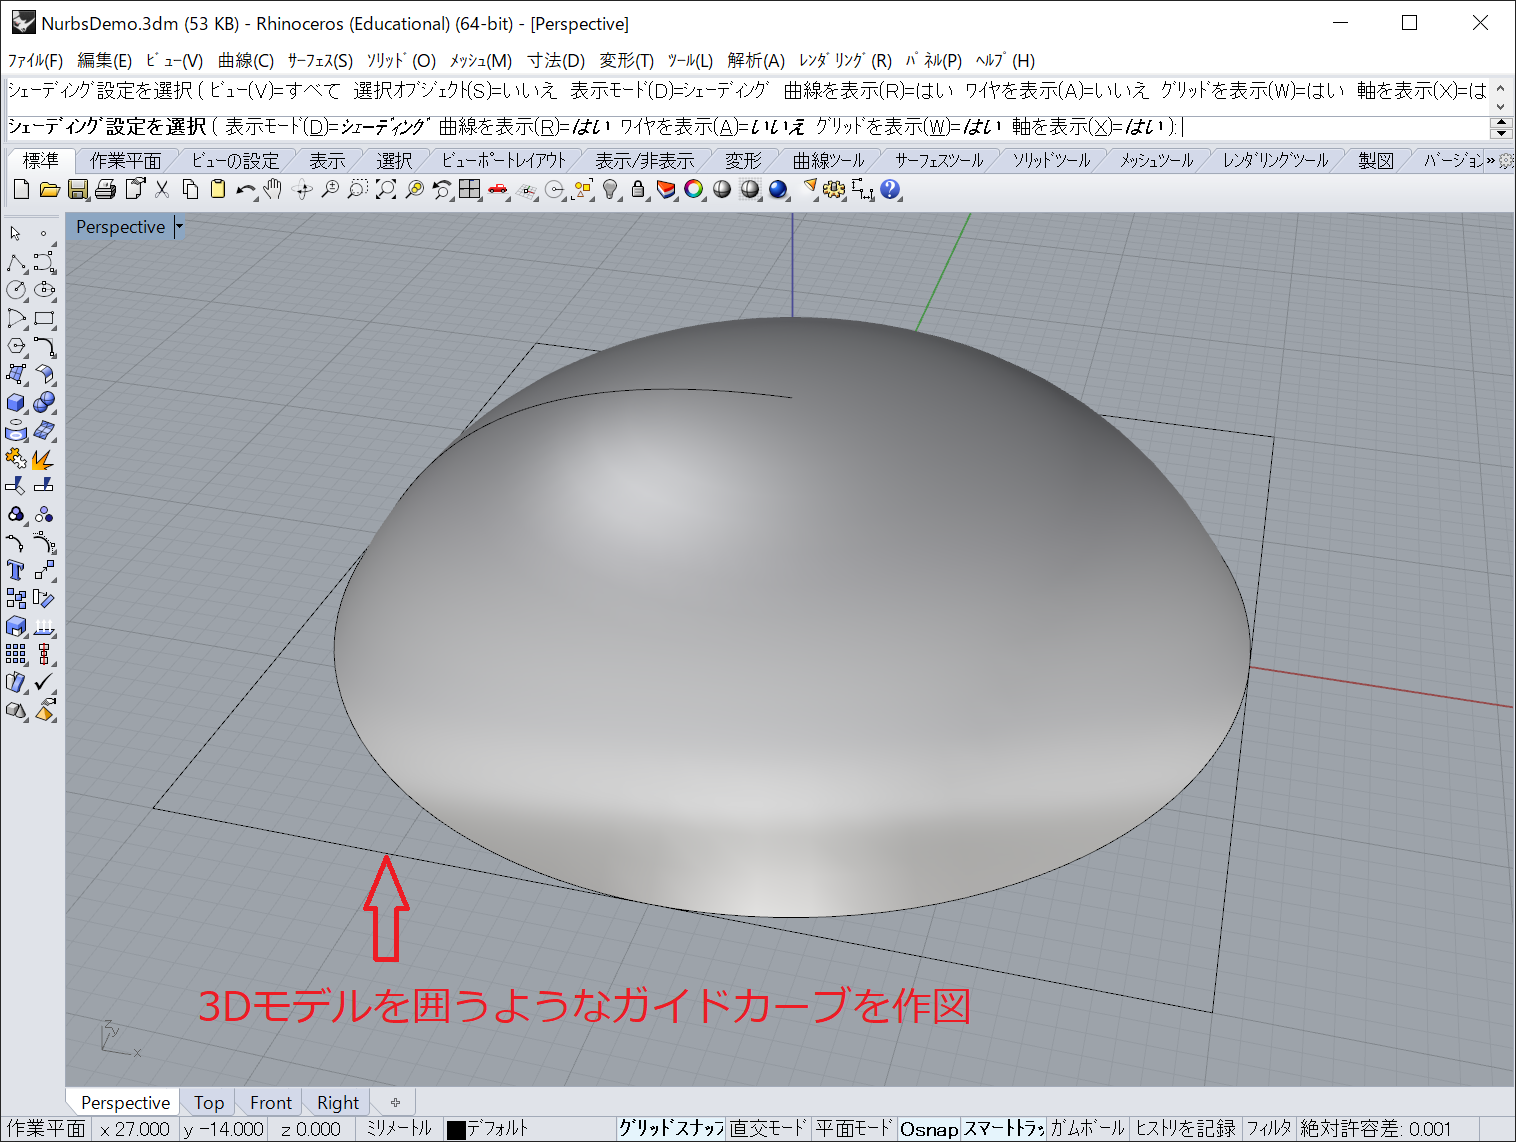 NurbsDemo.3dm (53 KB) - Rhinoceros (Educational) (64-bit) - [Perspective]
ファイル(F) 編集(E) ビュー(V) 曲線(C) サーフェス(S) ソリッド(O) メッシュ(M) 寸法(D) 変形(T) ツール(L) 解析(A) レンダリング(R) パネル(P) ヘルプ(H)
シェーディング設定を選択 ( ビュー(V)=すべて 選択オブジェクト(S)=いいえ 表示モード(D)=シェーディング 曲線を表示(R)=はい ワイヤを表示(A)=いいえ グリッドを表示(W)=はい 軸を表示(X)=は
シェーディング設定を選択 ( 表示モード(D)=シェーディング 曲線を表示(R)=はい ワイヤを表示(A)=いいえ グリッドを表示(W)=はい 軸を表示(X)=はい ):
標準 作業平面 ビューの設定 表示 選択 ビューポートレイアウト 表示/非表示 変形 曲線ツール サーフェスツール ソリッドツール メッシュツール レンダリングツール 製図 バージョン »
Perspective
3Dモデルを囲うようなガイドカーブを作図
z y x
Perspective Top Front Right
作業平面 x 27.000 y -14.000 z 0.000 ミリメートル デフォルト グリッドスナップ 直交モード 平面モード Osnap スマートトラッ ガムボール ヒストリを記録 フィルタ 絶対許容差: 0.001